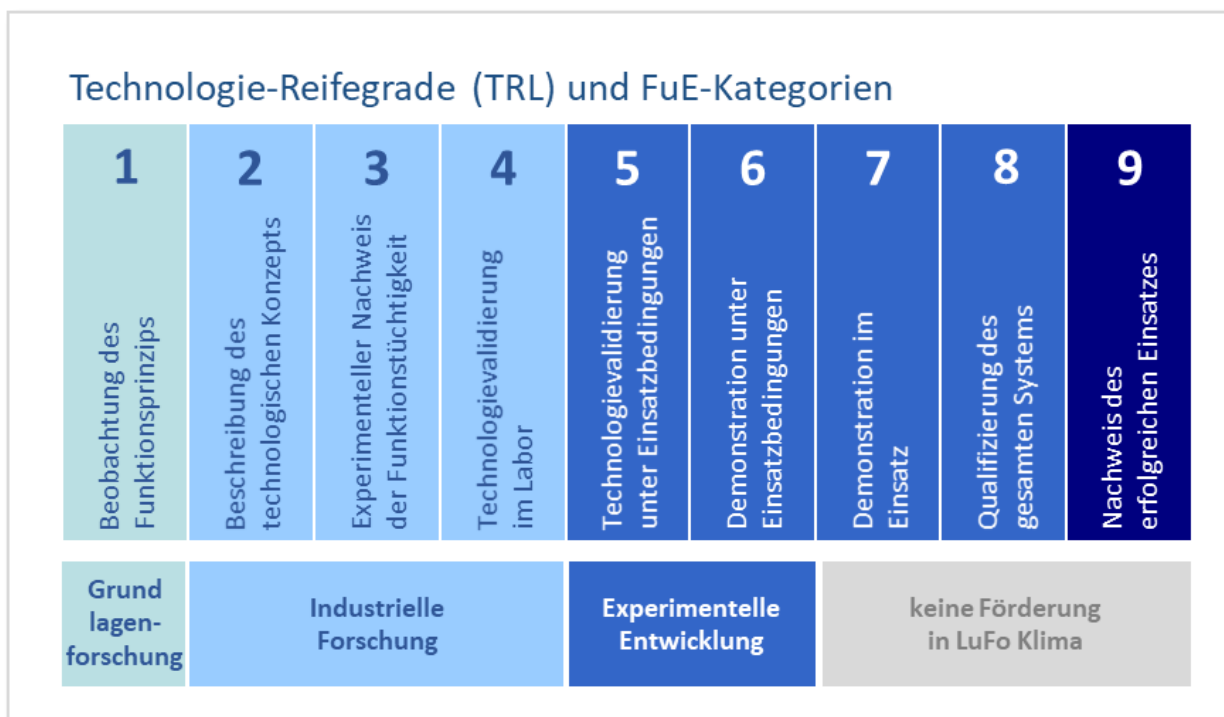 Technologie-Reifegrade (TRL) und FuE-Kategorien
1
Beobachtung des
Funktionsprinzips
2
Beschreibung des
technologischen Konzepts
3
Experimenteller Nachweis
der Funktionstüchtigkeit
4
Technologievalidierung
im Labor
5
Technologievalidierung
unter Einsatzbedingungen
6
Demonstration unter
Einsatzbedingungen
7
Demonstration im
Einsatz
8
Qualifizierung des
gesamten Systems
9
Nachweis des
erfolgreichen Einsatzes
Grund
lagen-
forschung
Industrielle
Forschung
Experimentelle
Entwicklung
keine Förderung
in LuFo Klima